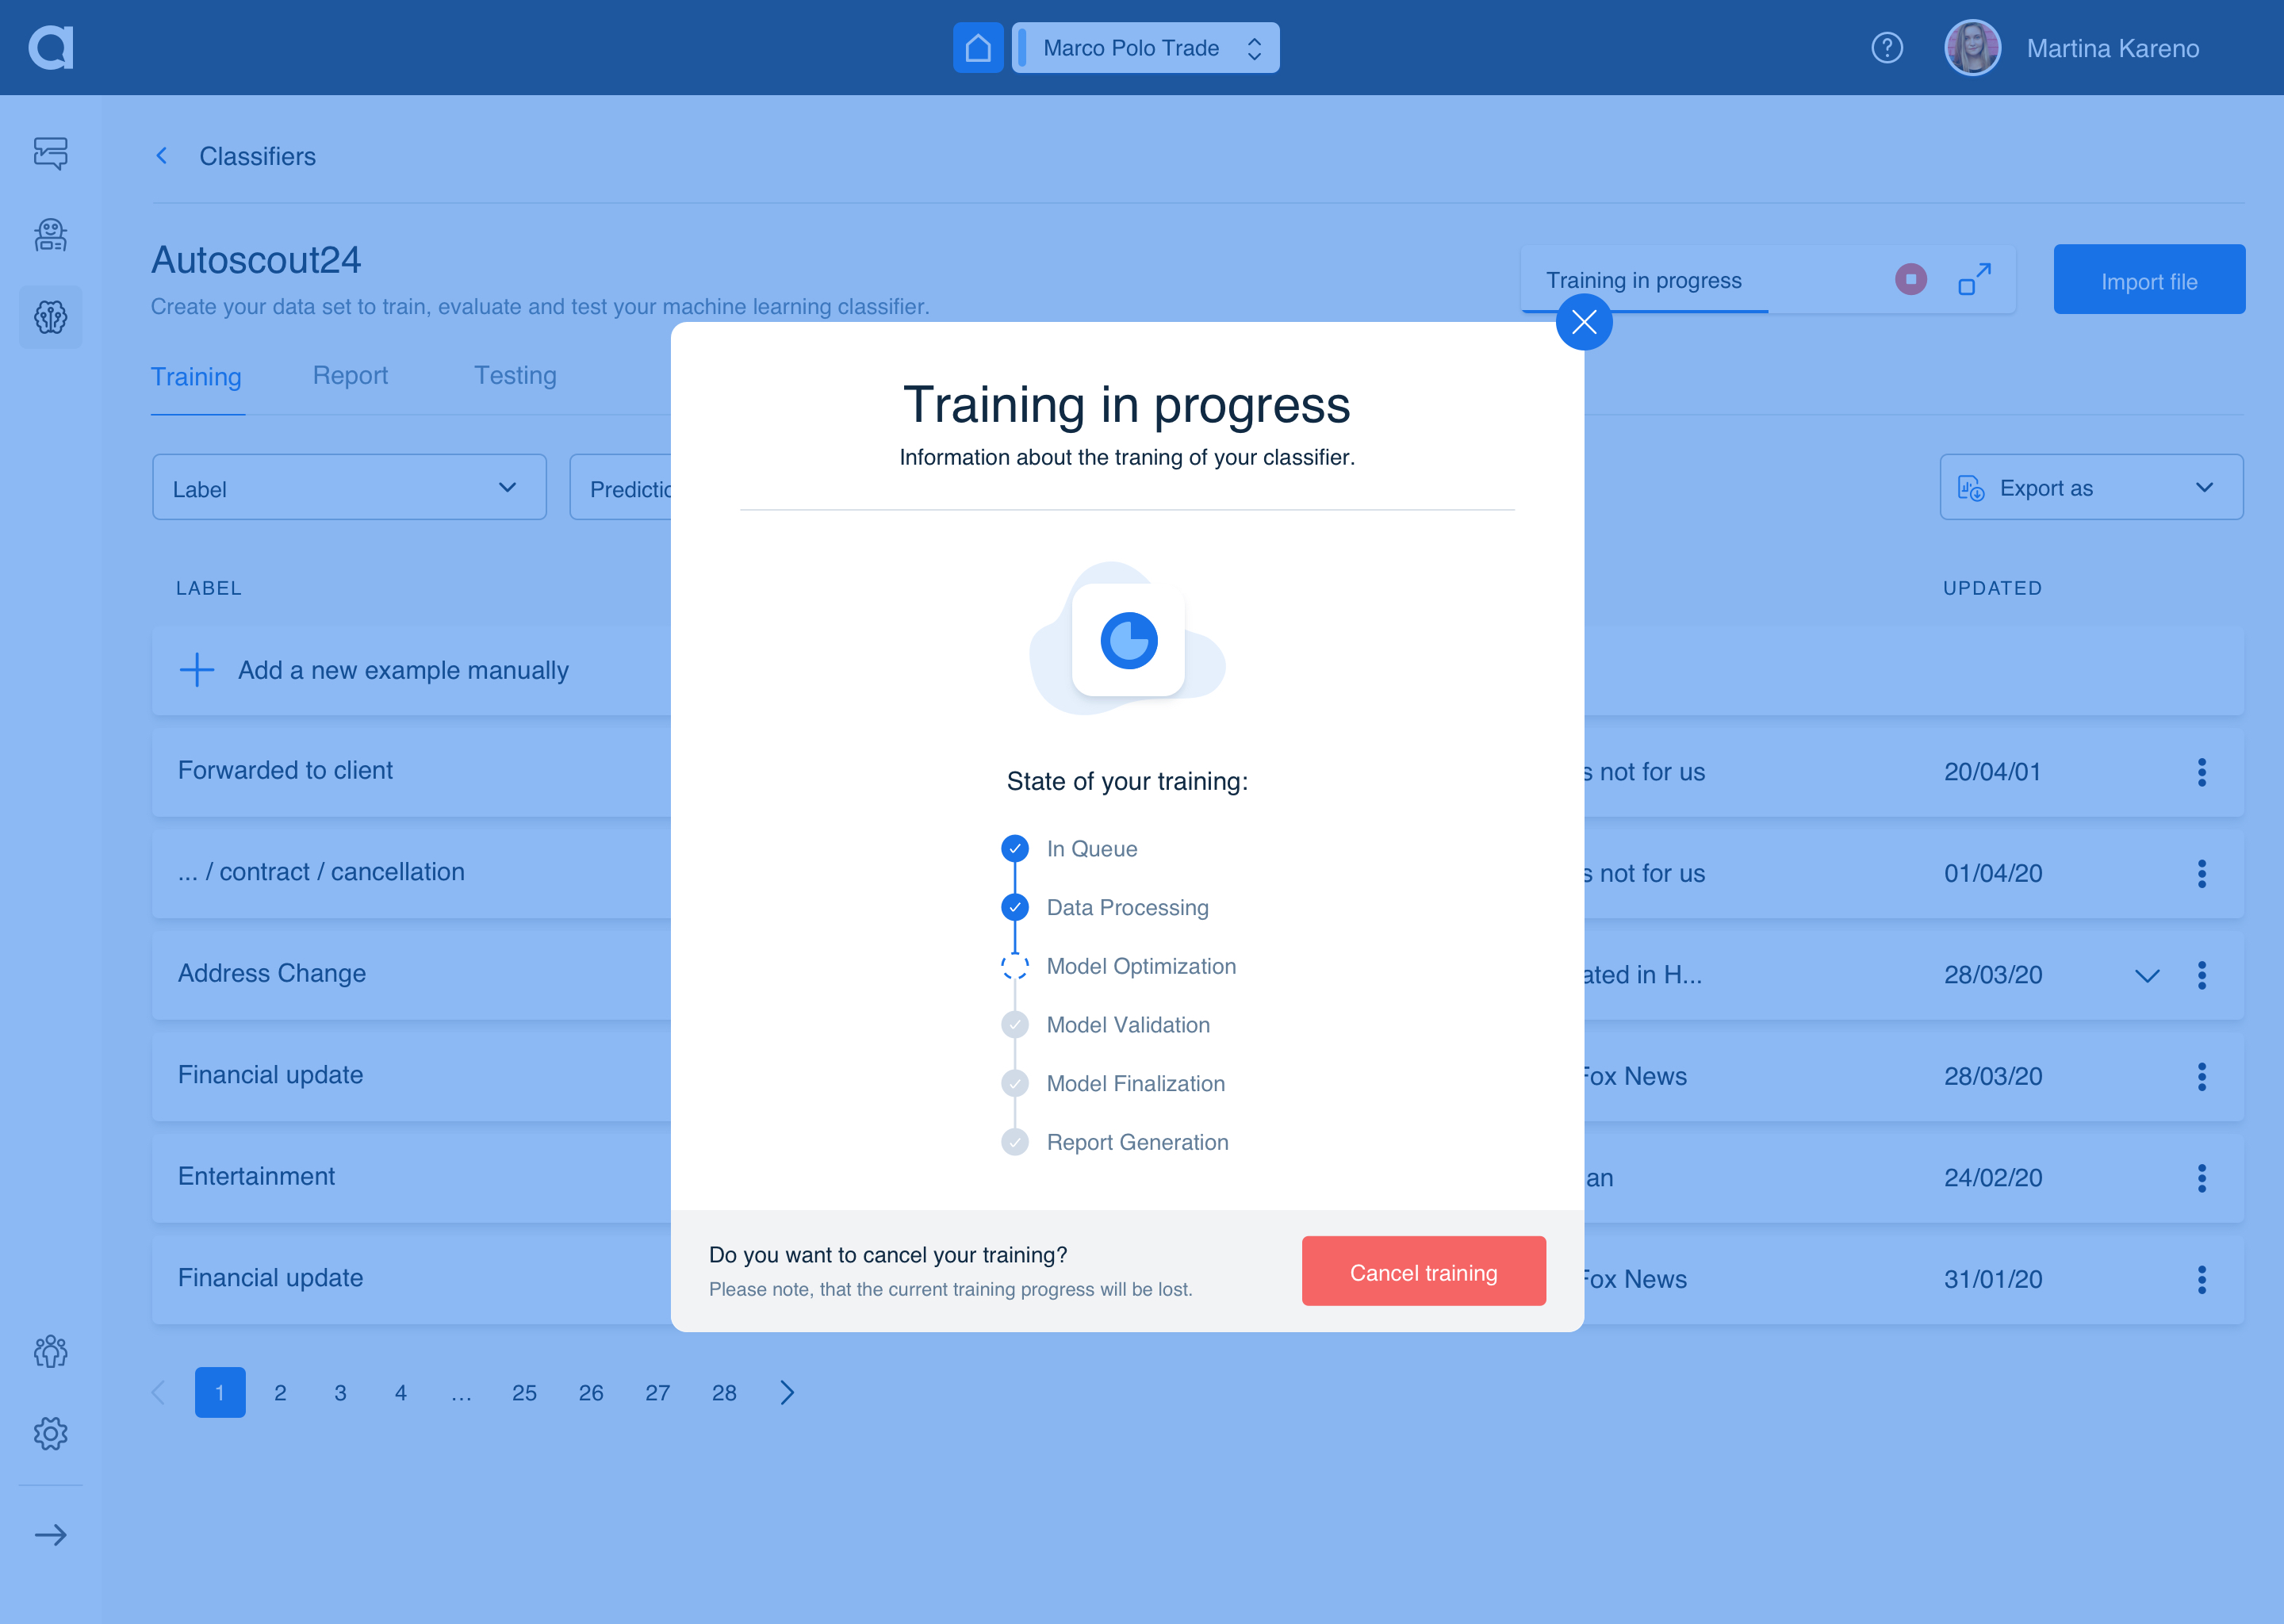 Marco Polo Trade
Martina Kareno
Classifiers
Autoscout24
Create your data set to train, evaluate and test your machine learning classifier.
Training in progress
Import file
Training
Report
Testing
Label
Predictio
Export as
LABEL
UPDATED
Add a new example manually
Forwarded to client
s not for us
20/04/01
... / contract / cancellation
s not for us
01/04/20
Address Change
ated in H...
28/03/20
Financial update
Fox News
28/03/20
Entertainment
an
24/02/20
Financial update
Fox News
31/01/20
1 2 3 4 ... 25 26 27 28
Training in progress
Information about the traning of your classifier.
State of your training:
In Queue
Data Processing
Model Optimization
Model Validation
Model Finalization
Report Generation
Do you want to cancel your training?
Please note, that the current training progress will be lost.
Cancel training